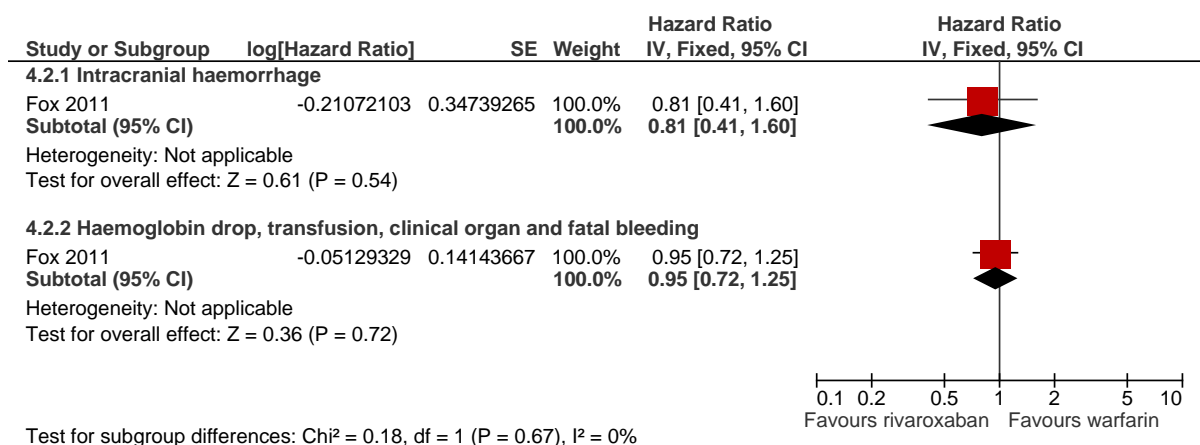 Hazard Ratio Hazard Ratio
Study or Subgroup log[Hazard Ratio] SE Weight IV, Fixed, 95% CI IV, Fixed, 95% CI
4.2.1 Intracranial haemorrhage
Fox 2011 -0.21072103 0.34739265 100.0% 0.81 [0.41, 1.60]
Subtotal (95% CI) 100.0% 0.81 [0.41, 1.60]
Heterogeneity: Not applicable
Test for overall effect: Z = 0.61 (P = 0.54)
4.2.2 Haemoglobin drop, transfusion, clinical organ and fatal bleeding
Fox 2011 -0.05129329 0.14143667 100.0% 0.95 [0.72, 1.25]
Subtotal (95% CI) 100.0% 0.95 [0.72, 1.25]
Heterogeneity: Not applicable
Test for overall effect: Z = 0.36 (P = 0.72)
0.1 0.2 0.5 1 2 5 10
Favours rivaroxaban Favours warfarin
Test for subgroup differences: Chi² = 0.18, df = 1 (P = 0.67), I² = 0%